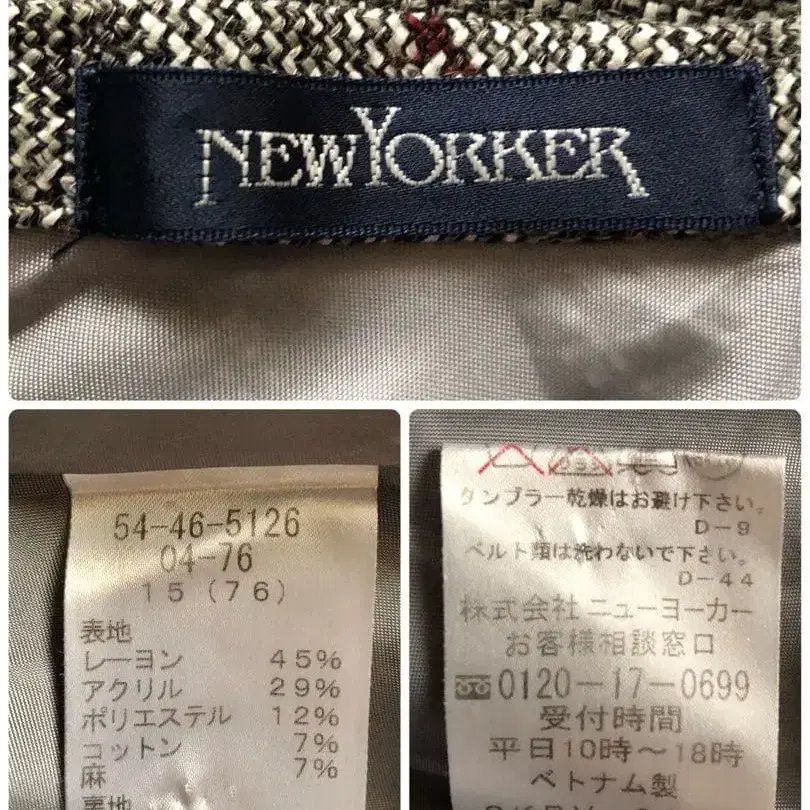 NEWYORKER
54-46-5126
04-76
15(76)
表地
レーヨン 45%
アクリル 29%
ポリエステル 12%
コットン 7%
麻 7%
裏地
タンブラー乾燥はお避け下さい。
D-9
ベルト類は洗わないで下さい。
D-44
株式会社 ニューヨーカー
お客様相談窓口
0120-17-0699
受付時間
平日10時~18時
ベトナム製